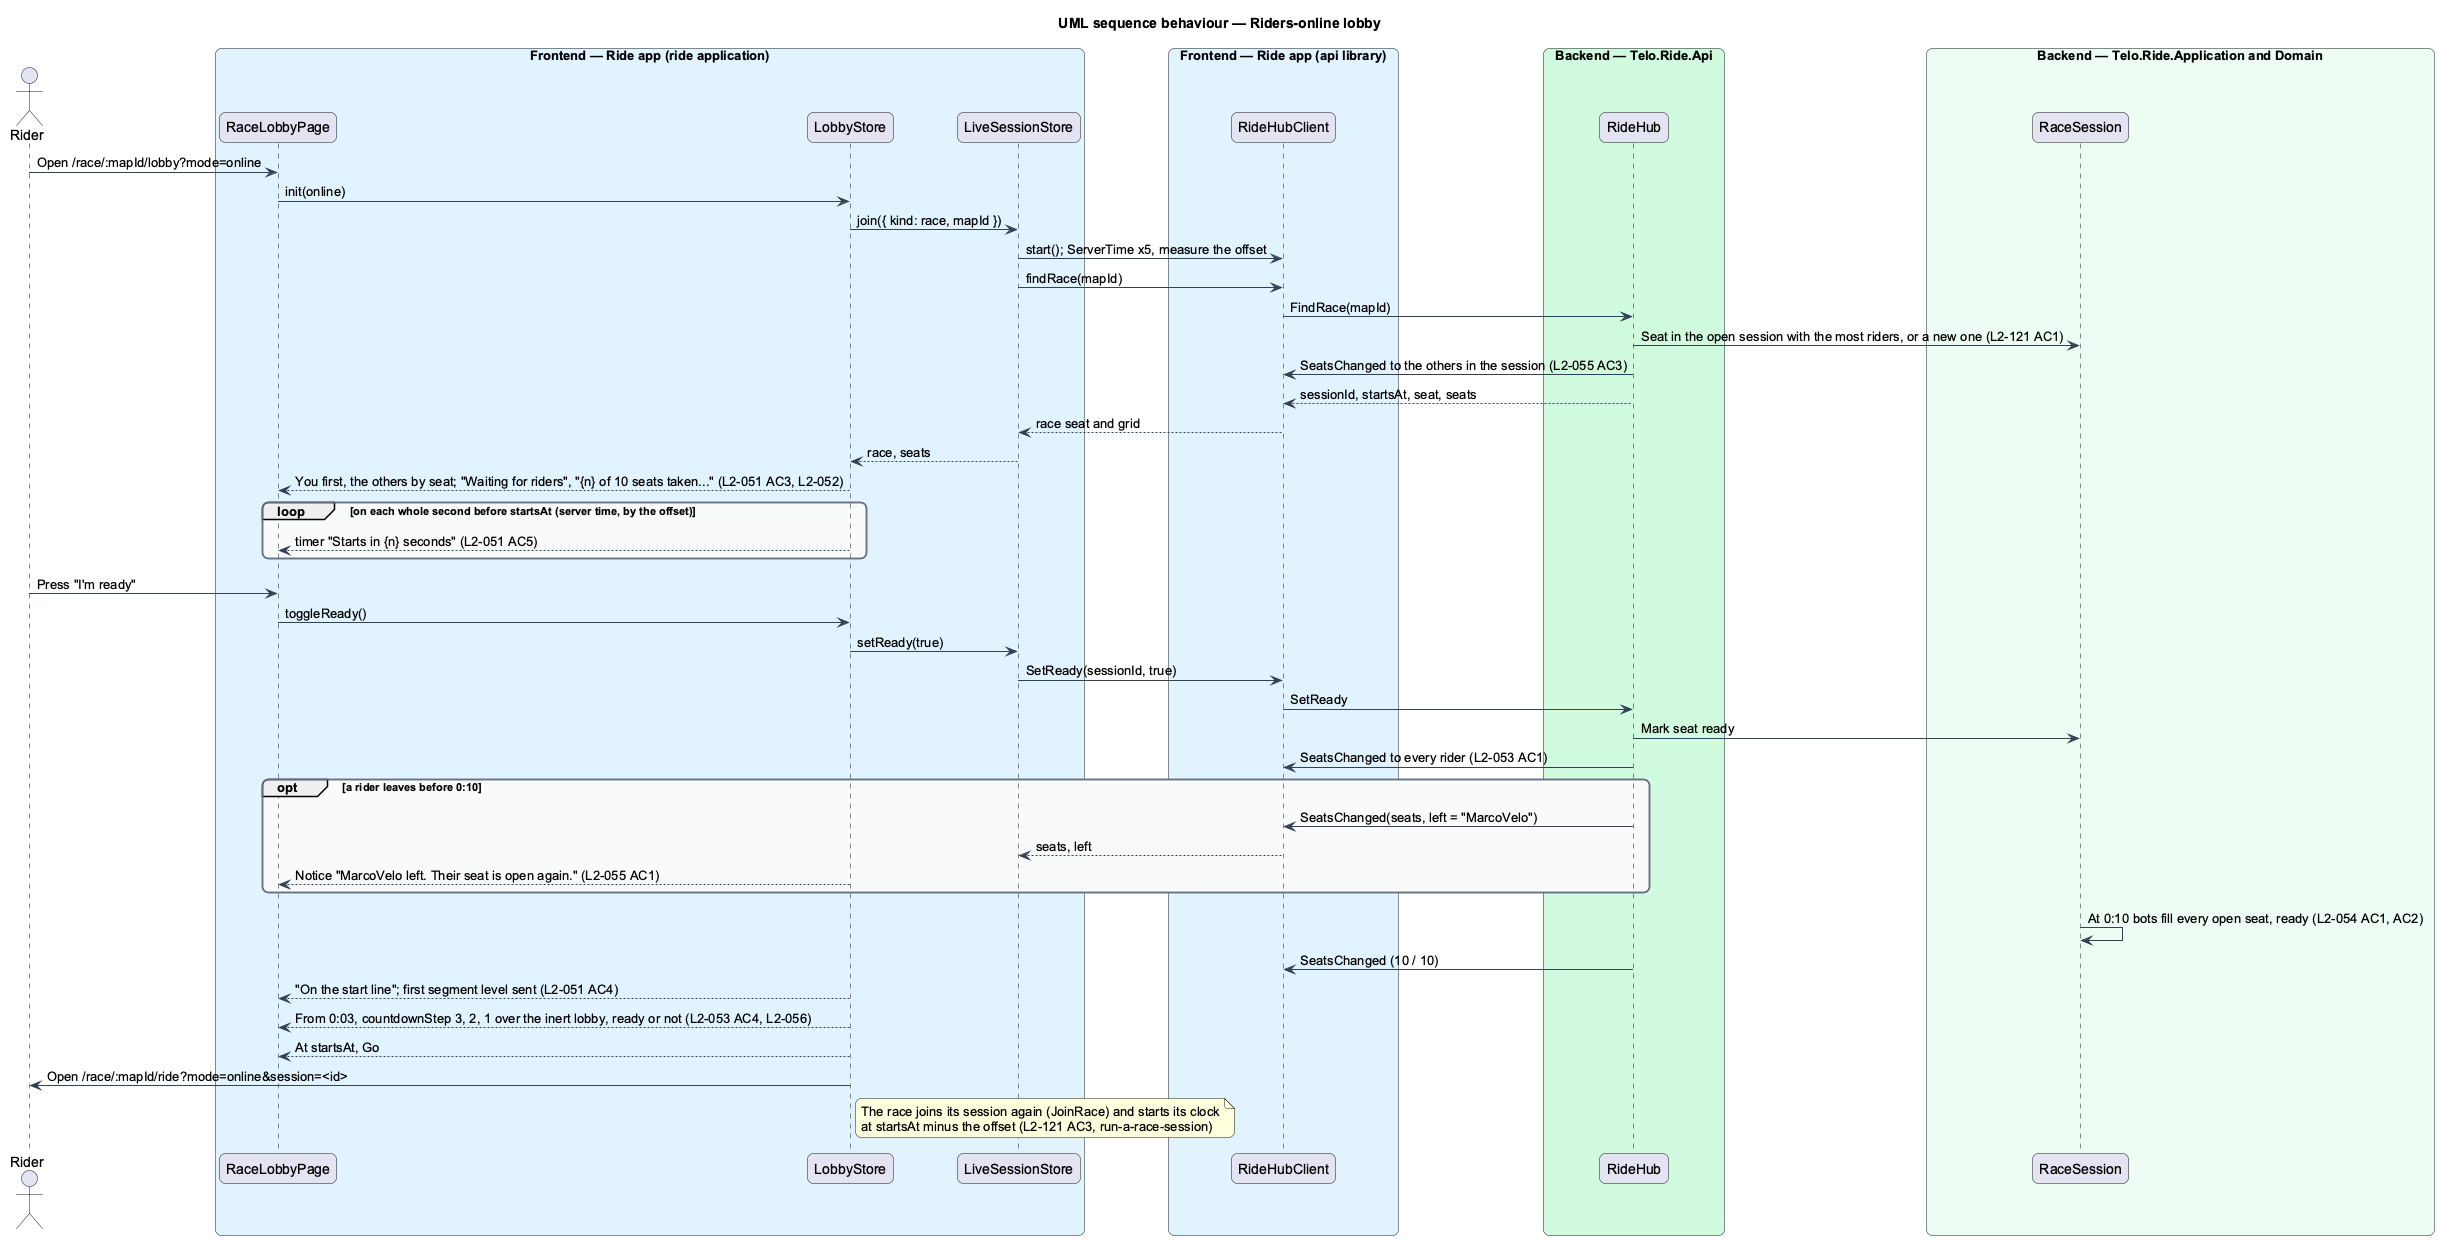 UML sequence behaviour — Riders-online lobby
Frontend — Ride app (ride application)
Frontend — Ride app (api library)
Backend — Telo.Ride.Api
Backend — Telo.Ride.Application and Domain
Rider
RaceLobbyPage
LobbyStore
LiveSessionStore
RideHubClient
RideHub
RaceSession
Open /race/:mapId/lobby?mode=online
init(online)
join({ kind: race, mapId })
start(); ServerTime x5, measure the offset
findRace(mapId)
FindRace(mapId)
Seat in the open session with the most riders, or a new one (L2-121 AC1)
SeatsChanged to the others in the session (L2-055 AC3)
sessionId, startsAt, seat, seats
race seat and grid
race, seats
You first, the others by seat; "Waiting for riders", "{n} of 10 seats taken..." (L2-051 AC3, L2-052)
loop
[on each whole second before startsAt (server time, by the offset)]
timer "Starts in {n} seconds" (L2-051 AC5)
Press "I'm ready"
toggleReady()
setReady(true)
SetReady(sessionId, true)
SetReady
Mark seat ready
SeatsChanged to every rider (L2-053 AC1)
opt
[a rider leaves before 0:10]
SeatsChanged(seats, left = "MarcoVelo")
seats, left
Notice "MarcoVelo left. Their seat is open again." (L2-055 AC1)
At 0:10 bots fill every open seat, ready (L2-054 AC1, AC2)
SeatsChanged (10 / 10)
"On the start line"; first segment level sent (L2-051 AC4)
From 0:03, countdownStep 3, 2, 1 over the inert lobby, ready or not (L2-053 AC4, L2-056)
At startsAt, Go
Open /race/:mapId/ride?mode=online&session=<id>
The race joins its session again (JoinRace) and starts its clock
at startsAt minus the offset (L2-121 AC3, run-a-race-session)
Rider
RaceLobbyPage
LobbyStore
LiveSessionStore
RideHubClient
RideHub
RaceSession